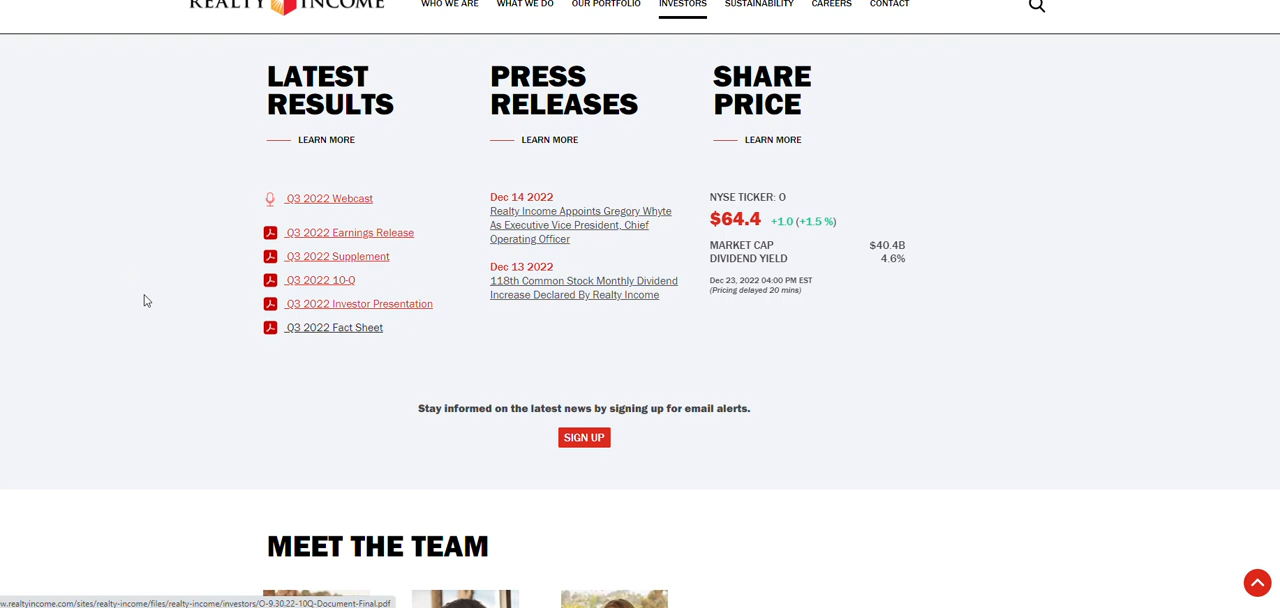 REALTY INCOME
WHO WE ARE
WHAT WE DO
OUR PORTFOLIO
INVESTORS
SUSTAINABILITY
CAREERS
CONTACT
LATEST
RESULTS
LEARN MORE
Q3 2022 Webcast
Q3 2022 Earnings Release
Q3 2022 Supplement
Q3 2022 10-Q
Q3 2022 Investor Presentation
Q3 2022 Fact Sheet
PRESS
RELEASES
LEARN MORE
Dec 14 2022
Realty Income Appoints Gregory Whyte
As Executive Vice President, Chief
Operating Officer
Dec 13 2022
118th Common Stock Monthly Dividend
Increase Declared By Realty Income
SHARE
PRICE
LEARN MORE
NYSE TICKER: O
$64.4 +1.0 (+1.5 %)
MARKET CAP $40.4B
DIVIDEND YIELD 4.6%
Dec 23, 2022 04:00 PM EST
(Pricing delayed 20 mins)
Stay informed on the latest news by signing up for email alerts.
SIGN UP
MEET THE TEAM
w.realtyincome.com/sites/realty-income/files/realty-income/investors/O-9.30.22-10Q-Document-Final.pdf